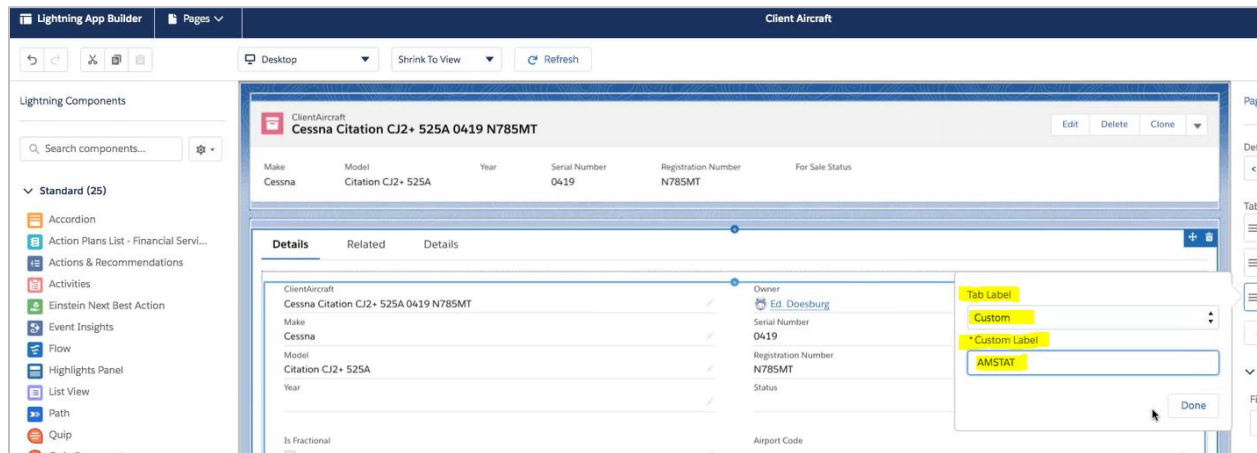 Lightning App Builder Pages Client Aircraft
Desktop Shrink To View Refresh
Lightning Components
Search components...
Standard (25)
Accordion
Action Plans List - Financial Servi...
Actions & Recommendations
Activities
Einstein Next Best Action
Event Insights
Flow
Highlights Panel
List View
Path
Quip
ClientAircraft
Cessna Citation CJ2+ 525A 0419 N785MT
Edit Delete Clone
Make Model Year Serial Number Registration Number For Sale Status
Cessna Citation CJ2+ 525A 0419 N785MT
Details Related Details
ClientAircraft
Cessna Citation CJ2+ 525A 0419 N785MT
Make
Cessna
Model
Citation CJ2+ 525A
Year
Is Fractional
Owner
Ed. Doesburg
Serial Number
0419
Registration Number
N785MT
Status
Airport Code
Tab Label
Custom
*Custom Label
AMSTAT
Done